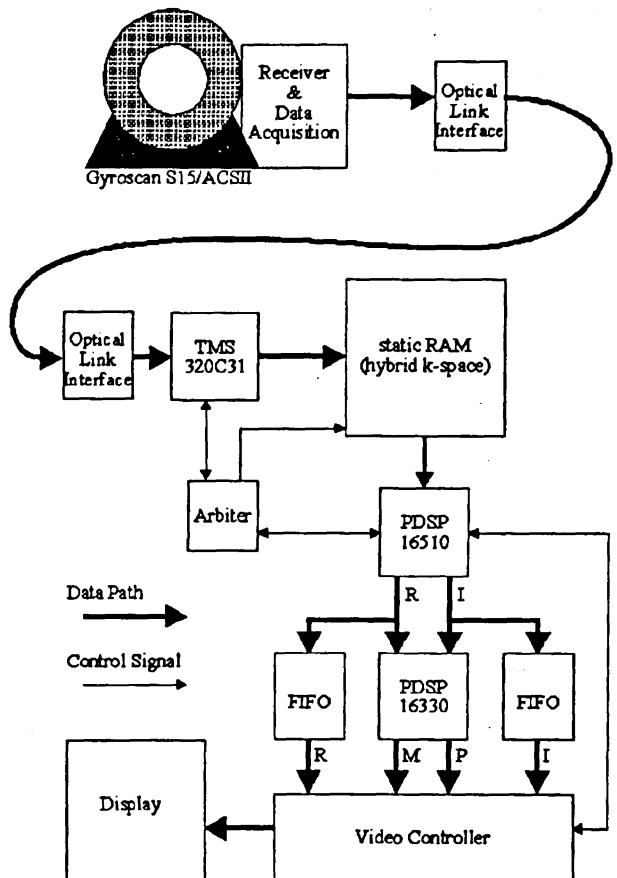 Receiver
&
Data
Acquisition
Optical
Link
Interface
Gyroscan S15/ACSII
Optical
Link
Interface
TMS
320C31
static RAM
(hybrid k-space)
Arbiter
PDSP
16510
Data Path
R
I
Control Signal
FIFO
PDSP
16330
FIFO
R
M
P
I
Display
Video Controller